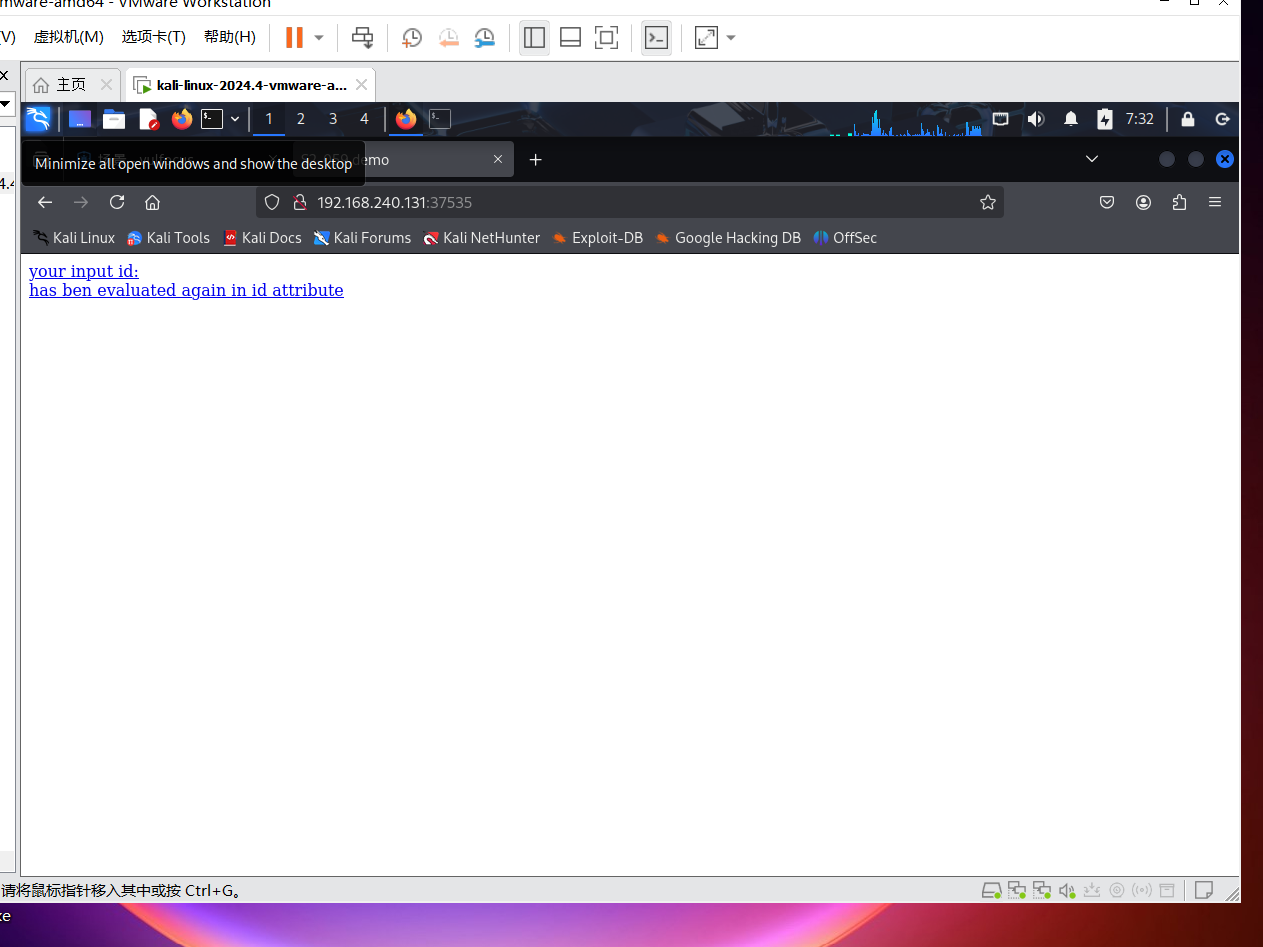 mware-amd64 - VMware Workstation
(V) 虚拟机(M) 选项卡(T) 帮助(H)
主页
kali-linux-2024.4-vmware-a...
1 2 3 4
7:32
demo
Minimize all open windows and show the desktop
4.4
192.168.240.131:37535
Kali Linux Kali Tools Kali Docs Kali Forums Kali NetHunter Exploit-DB Google Hacking DB OffSec
your input id:
has ben evaluated again in id attribute
请将鼠标指针移入其中或按 Ctrl+G。
xe